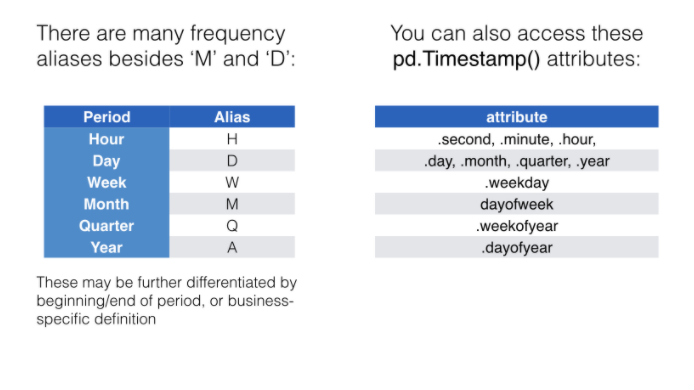 There are many frequency
aliases besides ‘M’ and ‘D’:
Period Alias
Hour H
Day D
Week W
Month M
Quarter Q
Year A
These may be further differentiated by
beginning/end of period, or business-
specific definition
You can also access these
pd.Timestamp() attributes:
attribute
.second, .minute, .hour,
.day, .month, .quarter, .year
.weekday
dayofweek
.weekofyear
.dayofyear